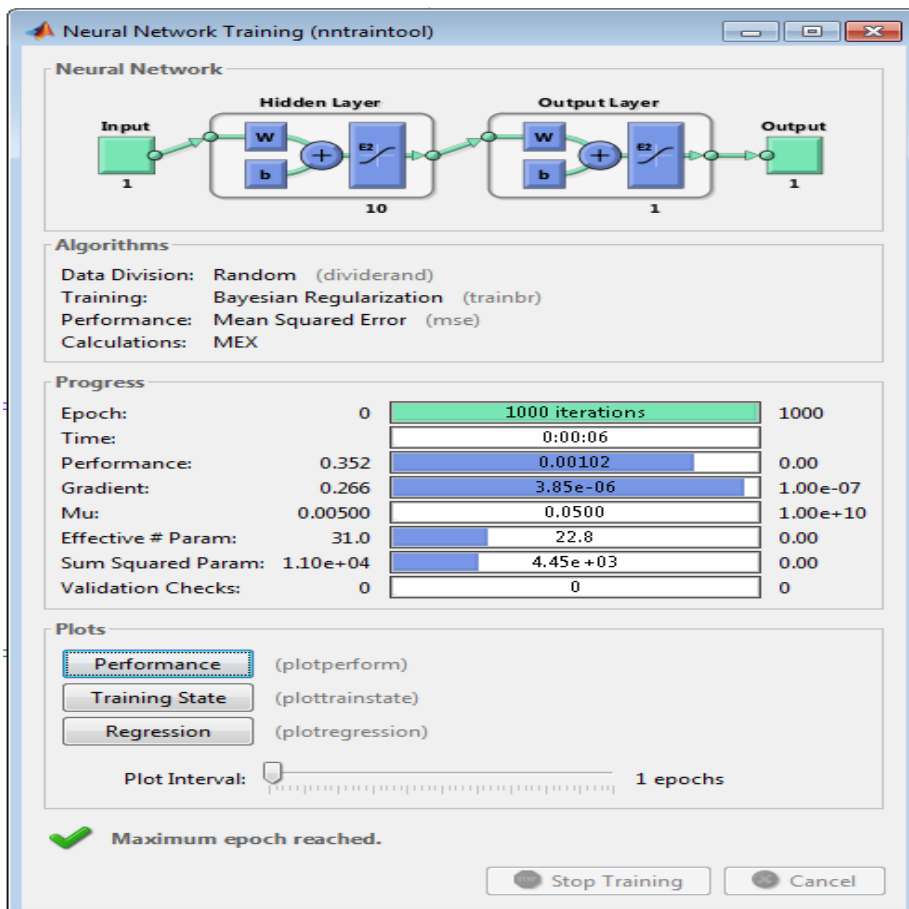 Neural Network Training (nntraintool)
Neural Network
Hidden Layer Output Layer
Input Output
W W
b b
+ +
E2 E2
1 10 1 1
Algorithms
Data Division: Random (dividerand)
Training: Bayesian Regularization (trainbr)
Performance: Mean Squared Error (mse)
Calculations: MEX
Progress
Epoch: 0 1000 iterations 1000
Time: 0:00:06
Performance: 0.352 0.00102 0.00
Gradient: 0.266 3.85e-06 1.00e-07
Mu: 0.00500 0.0500 1.00e+10
Effective # Param: 31.0 22.8 0.00
Sum Squared Param: 1.10e+04 4.45e+03 0.00
Validation Checks: 0 0 0
Plots
Performance (plotperform)
Training State (plottrainstate)
Regression (plotregression)
Plot Interval: 1 epochs
Maximum epoch reached.
Stop Training Cancel